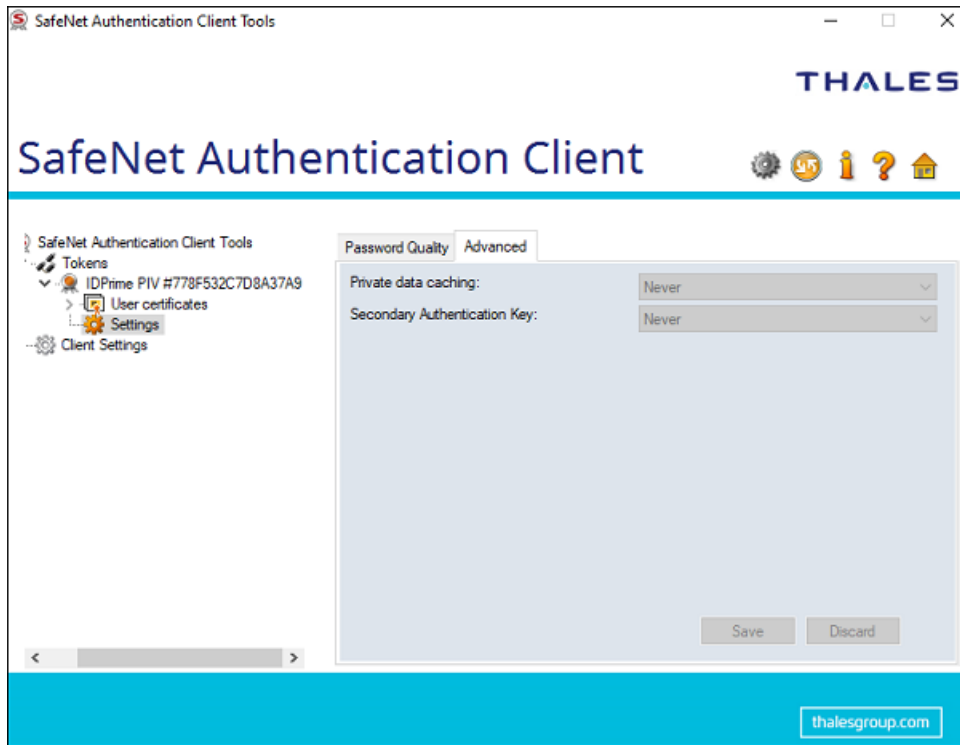 SafeNet Authentication Client Tools
THALES
SafeNet Authentication Client
SafeNet Authentication Client Tools
Tokens
IDPrime PIV #778F532C7D8A37A9
User certificates
Settings
Client Settings
Password Quality Advanced
Private data caching: Never
Secondary Authentication Key: Never
Save Discard
thalesgroup.com